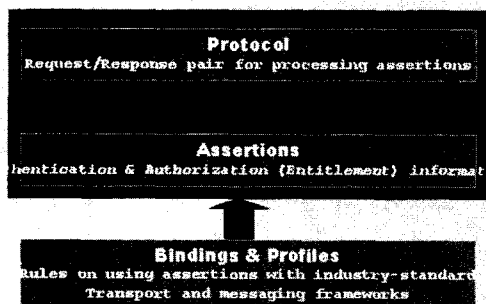 Protocol
Request/Response pair for processing assertions
Assertions
hentication & Authorization (Entitlement) informat
Bindings & Profiles
Rules on using assertions with industry-standard
Transport and messaging frameworks